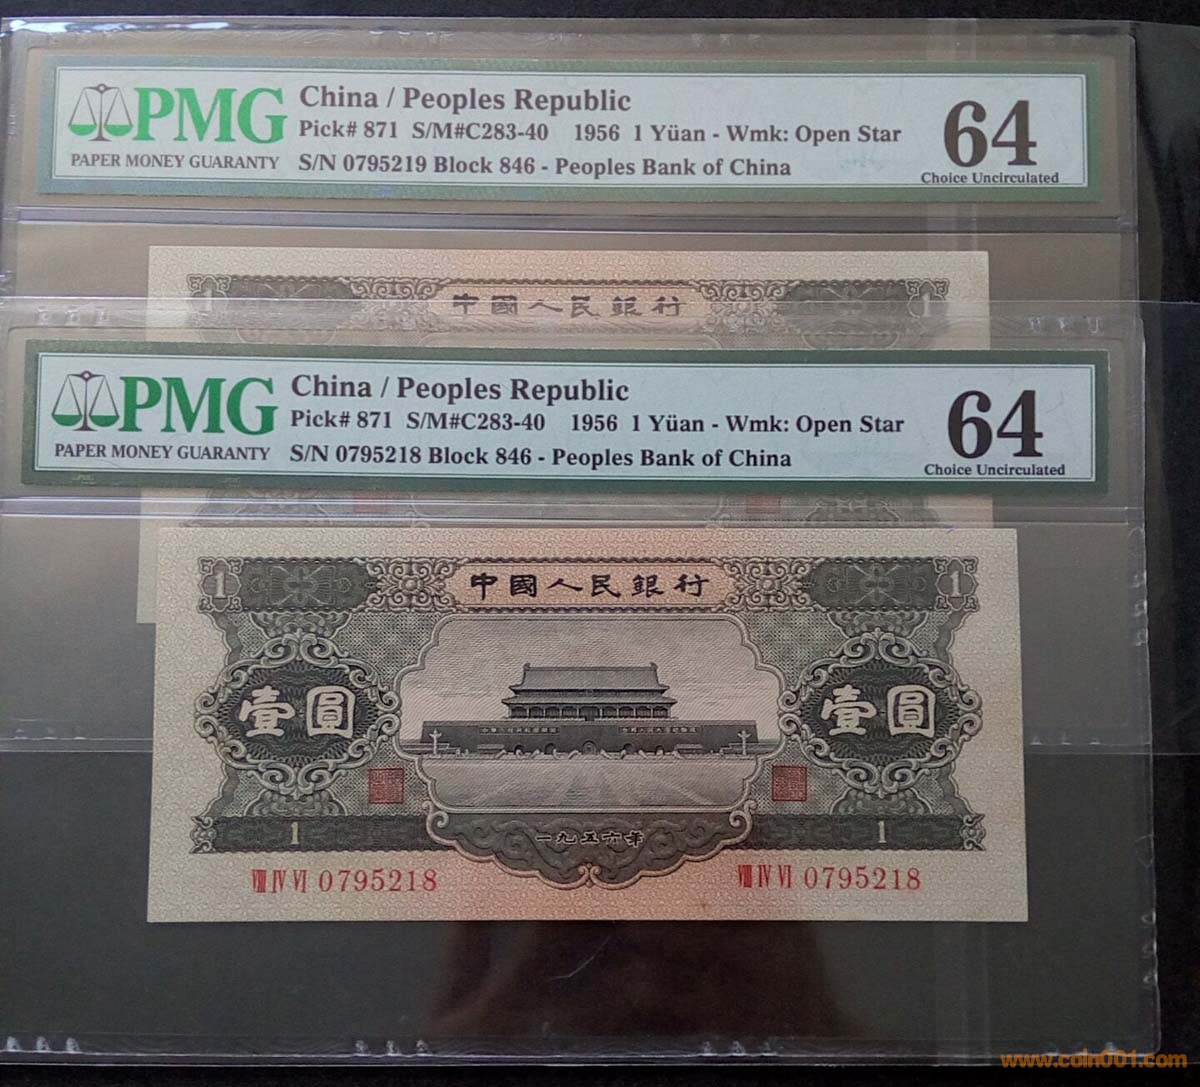 PMG
PAPER MONEY GUARANTY
China / Peoples Republic
Pick# 871 S/M#C283-40 1956 1 Yüan - Wmk: Open Star
S/N 0795219 Block 846 - Peoples Bank of China
64
Choice Uncirculated
1 中國人民銀行 1
PMG
PAPER MONEY GUARANTY
China / Peoples Republic
Pick# 871 S/M#C283-40 1956 1 Yüan - Wmk: Open Star
S/N 0795218 Block 846 - Peoples Bank of China
64
Choice Uncirculated
1 中國人民銀行 1
壹圓 壹圓
1 一九五六年 1
VIII IV VI 0795218 VIII IV VI 0795218
www.coin001.com